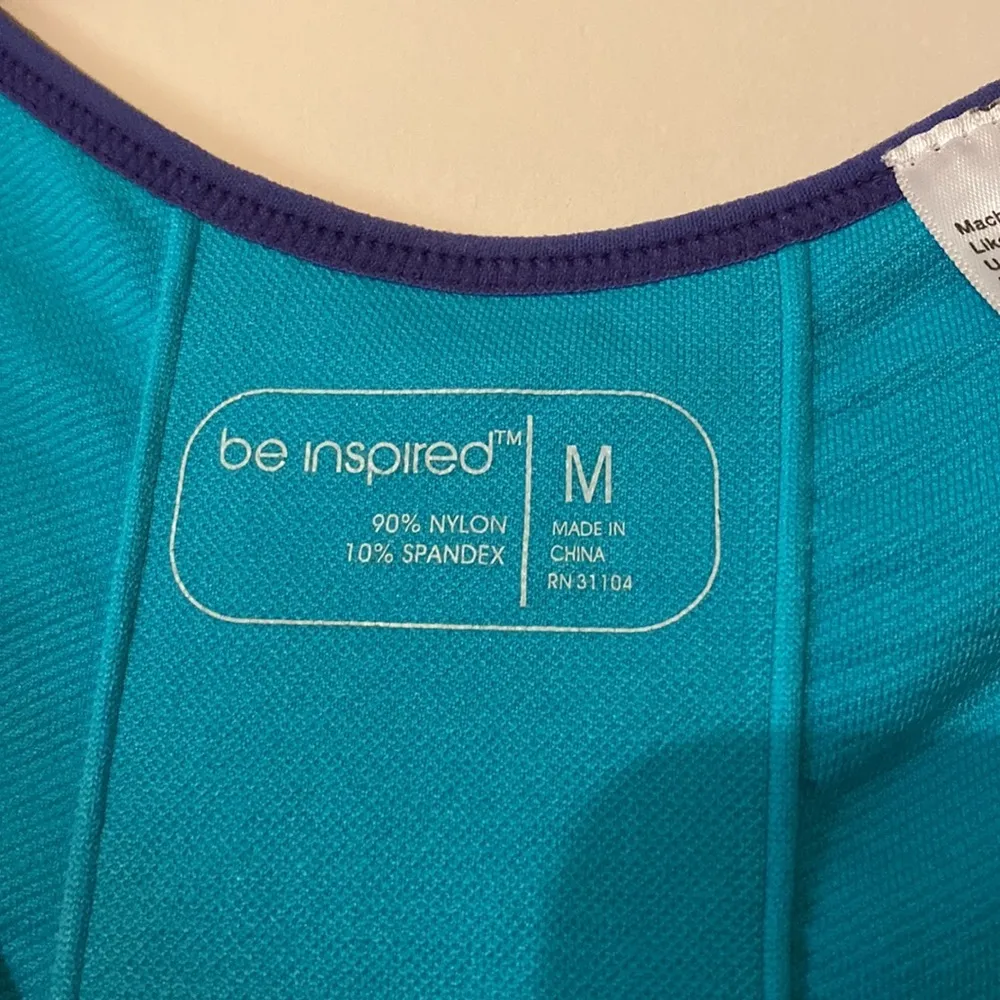 be inspired™
90% NYLON
10% SPANDEX
M
MADE IN
CHINA
RN 31104